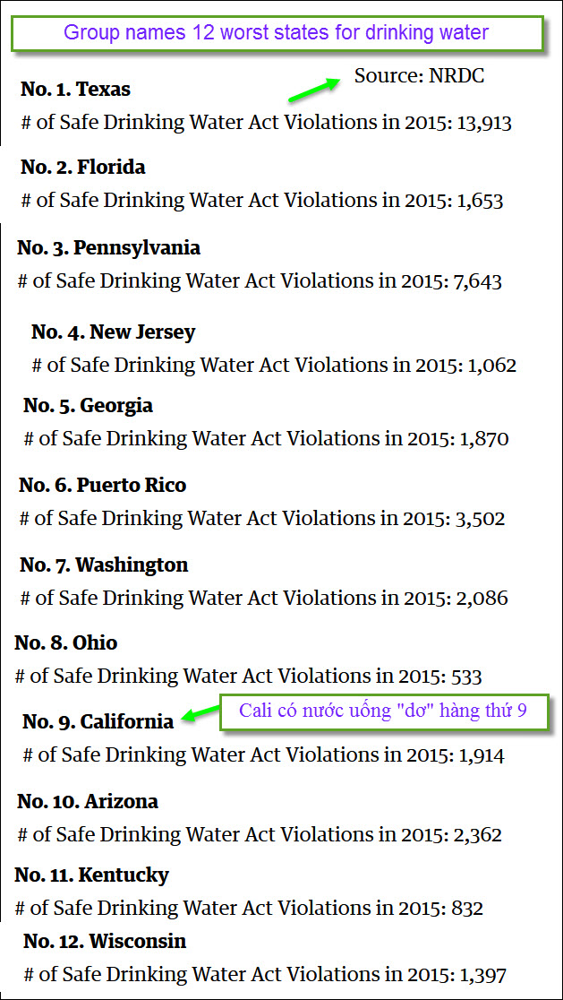 Group names 12 worst states for drinking water
Source: NRDC
No. 1. Texas
# of Safe Drinking Water Act Violations in 2015: 13,913
No. 2. Florida
# of Safe Drinking Water Act Violations in 2015: 1,653
No. 3. Pennsylvania
# of Safe Drinking Water Act Violations in 2015: 7,643
No. 4. New Jersey
# of Safe Drinking Water Act Violations in 2015: 1,062
No. 5. Georgia
# of Safe Drinking Water Act Violations in 2015: 1,870
No. 6. Puerto Rico
# of Safe Drinking Water Act Violations in 2015: 3,502
No. 7. Washington
# of Safe Drinking Water Act Violations in 2015: 2,086
No. 8. Ohio
# of Safe Drinking Water Act Violations in 2015: 533
No. 9. California
Cali có nước uống "dơ" hàng thứ 9
# of Safe Drinking Water Act Violations in 2015: 1,914
No. 10. Arizona
# of Safe Drinking Water Act Violations in 2015: 2,362
No. 11. Kentucky
# of Safe Drinking Water Act Violations in 2015: 832
No. 12. Wisconsin
# of Safe Drinking Water Act Violations in 2015: 1,397